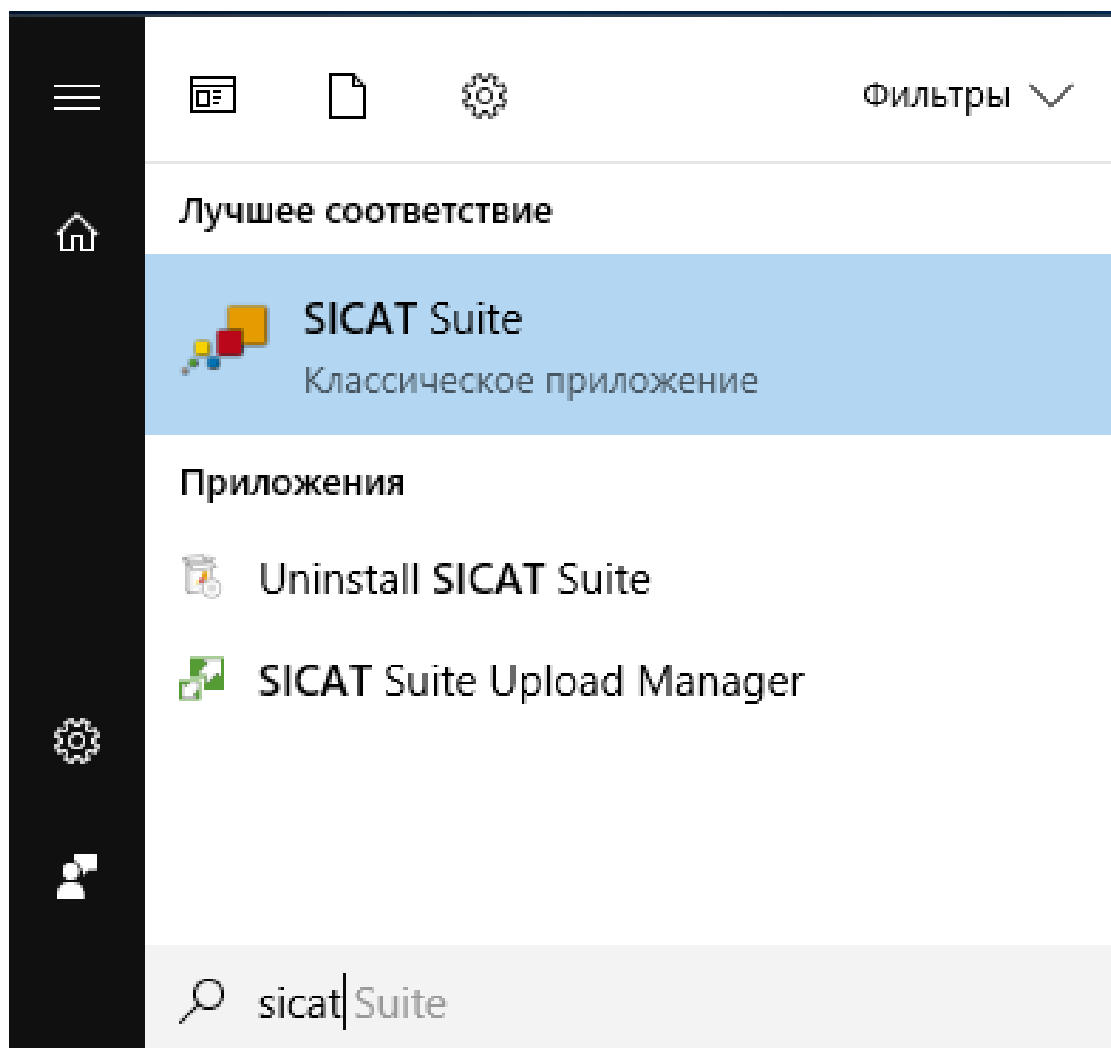 Фильтры
Лучшее соответствие
SICAT Suite
Классическое приложение
Приложения
Uninstall SICAT Suite
SICAT Suite Upload Manager
sicat Suite